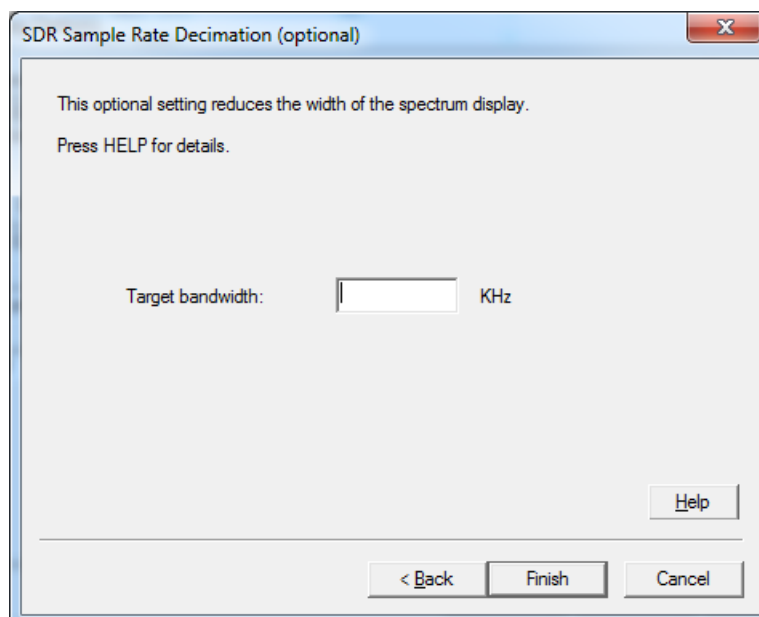 SDR Sample Rate Decimation (optional)
This optional setting reduces the width of the spectrum display.
Press HELP for details.
Target bandwidth: KHz
Help
< Back Finish Cancel